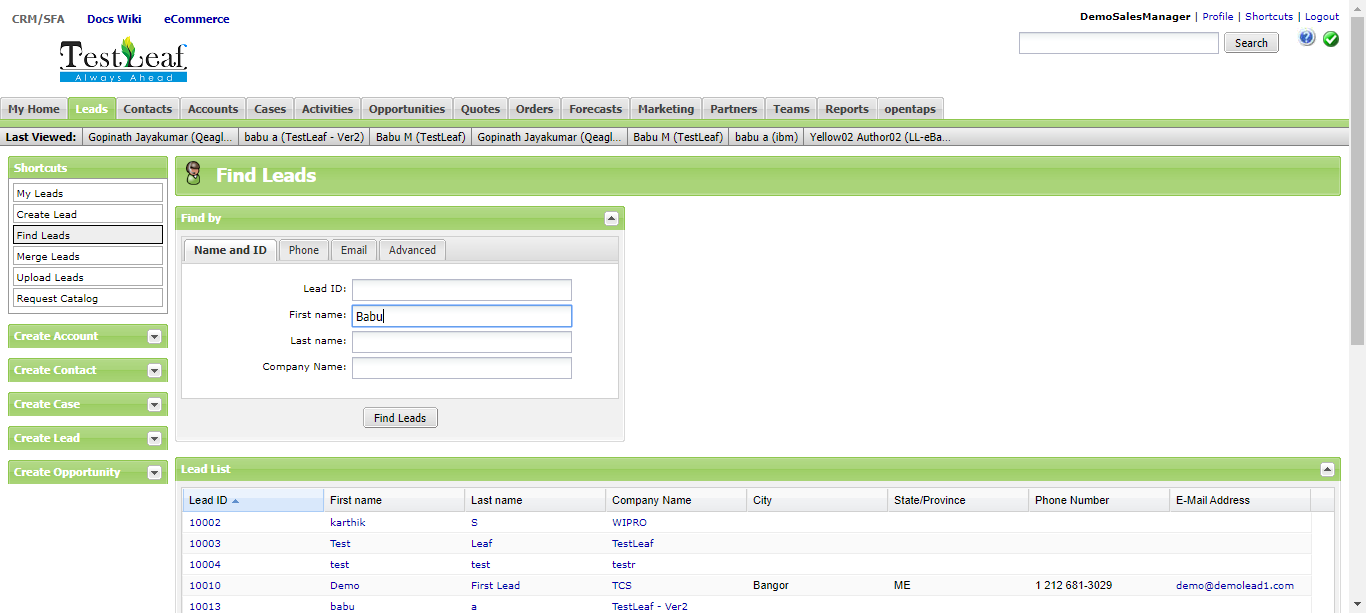 CRM/SFA Docs Wiki eCommerce
DemoSalesManager | Profile | Shortcuts | Logout
TestLeaf
Always Ahead
Search
My Home Leads Contacts Accounts Cases Activities Opportunities Quotes Orders Forecasts Marketing Partners Teams Reports opentaps
Last Viewed: Gopinath Jayakumar (Qeagl... babu a (TestLeaf - Ver2) Babu M (TestLeaf) Gopinath Jayakumar (Qeagl... Babu M (TestLeaf) babu a (ibm) Yellow02 Author02 (LL-eBa...
Shortcuts
My Leads
Create Lead
Find Leads
Merge Leads
Upload Leads
Request Catalog
Create Account
Create Contact
Create Case
Create Lead
Create Opportunity
Find Leads
Find by
Name and ID Phone Email Advanced
Lead ID:
First name: Babu
Last name:
Company Name:
Find Leads
Lead List
Lead ID First name Last name Company Name City State/Province Phone Number E-Mail Address
10002 karthik S WIPRO
10003 Test Leaf TestLeaf
10004 test test testr
10010 Demo First Lead TCS Bangor ME 1 212 681-3029 demo@demolead1.com
10013 babu a TestLeaf - Ver2